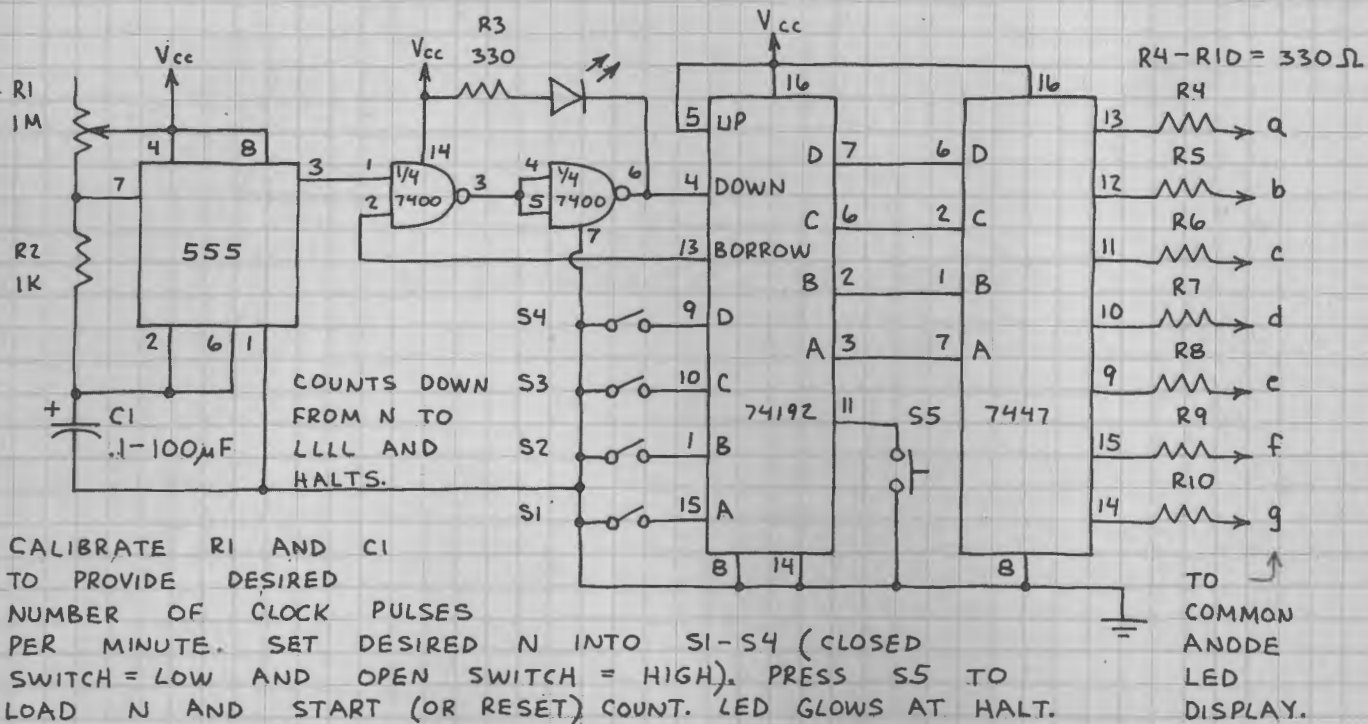 Vcc
Vcc
Vcc
R3
330
R4-R10 = 330Ω
R1
1M
4
8
3
7
555
2
6
1
R2
1K
+
C1
.1-100μF
1
2
14
1/4
7400
3
4
5
1/4
7400
6
7
16
5 UP
4 DOWN
13 BORROW
9 D
10 C
1 B
15 A
S4
S3
S2
S1
D 7
C 6
B 2
A 3
74192
11
8
14
S5
16
6 D
2 C
1 B
7 A
7447
8
13
R4
a
12
R5
b
11
R6
c
10
R7
d
9
R8
e
15
R9
f
14
R10
g
COUNTS DOWN
FROM N TO
LLLL AND
HALTS.
CALIBRATE R1 AND C1
TO PROVIDE DESIRED
NUMBER OF CLOCK PULSES
PER MINUTE. SET DESIRED N INTO S1-S4 (CLOSED
SWITCH = LOW AND OPEN SWITCH = HIGH). PRESS S5 TO
LOAD N AND START (OR RESET) COUNT. LED GLOWS AT HALT.
TO
COMMON
ANODE
LED
DISPLAY.